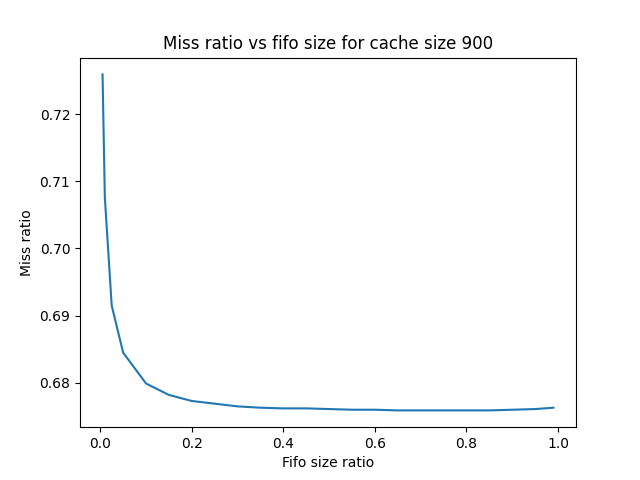 Miss ratio vs fifo size for cache size 900
0.72
0.71
0.70
0.69
0.68
Miss ratio
0.0 0.2 0.4 0.6 0.8 1.0
Fifo size ratio